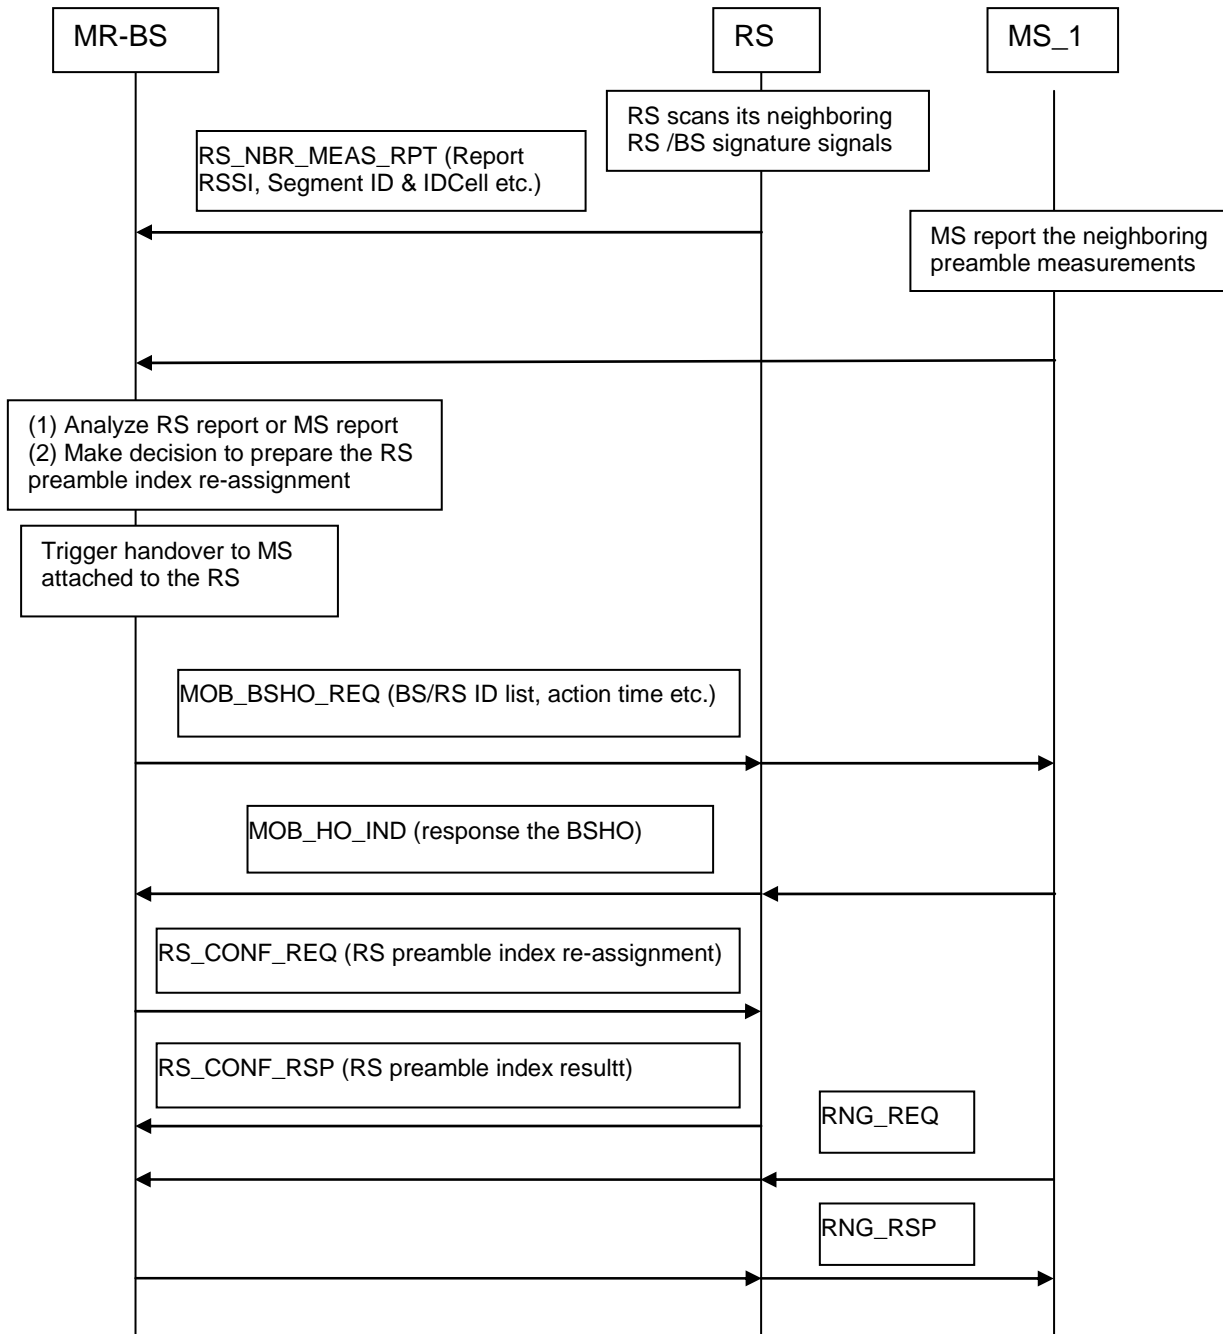 MR-BS
RS
MS_1
RS scans its neighboring
RS /BS signature signals
RS_NBR_MEAS_RPT (Report
RSSI, Segment ID & IDCell etc.)
MS report the neighboring
preamble measurements
(1) Analyze RS report or MS report
(2) Make decision to prepare the RS
preamble index re-assignment
Trigger handover to MS
attached to the RS
MOB_BSHO_REQ (BS/RS ID list, action time etc.)
MOB_HO_IND (response the BSHO)
RS_CONF_REQ (RS preamble index re-assignment)
RS_CONF_RSP (RS preamble index resultt)
RNG_REQ
RNG_RSP